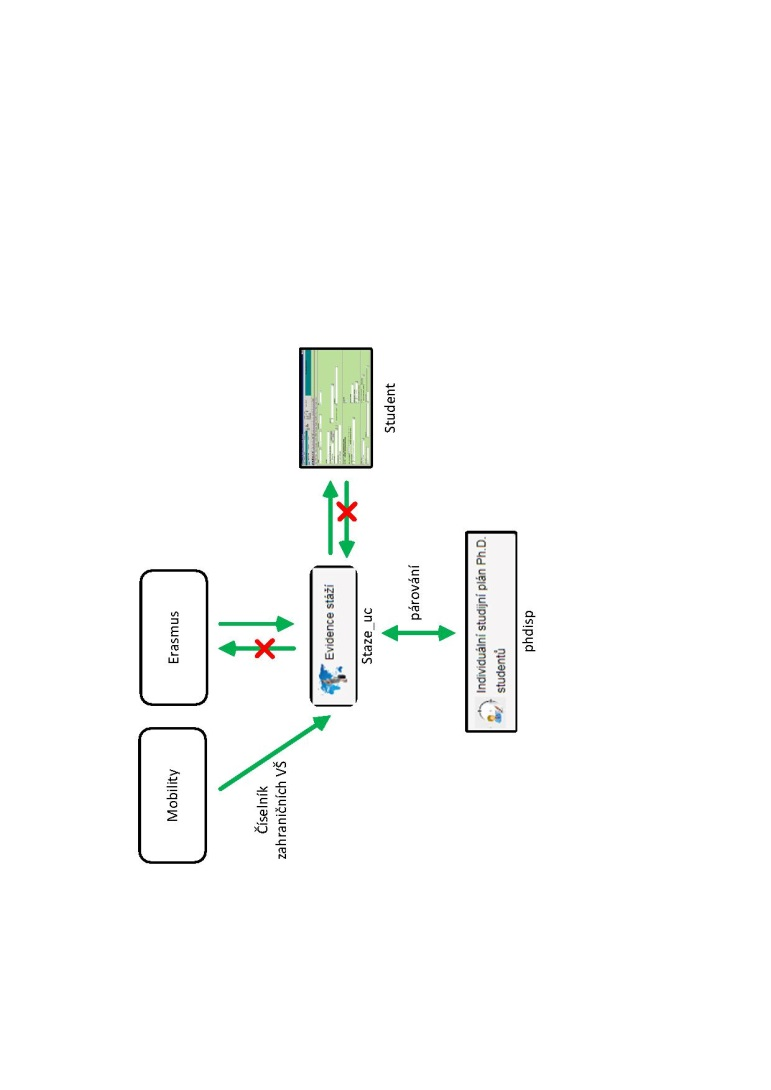 Mobility
Erasmus
Číselník
zahraničních VŠ
Evidence stáží
Staze_uc
Student
párování
Individuální studijní plán Ph.D.
studentů
phdisp